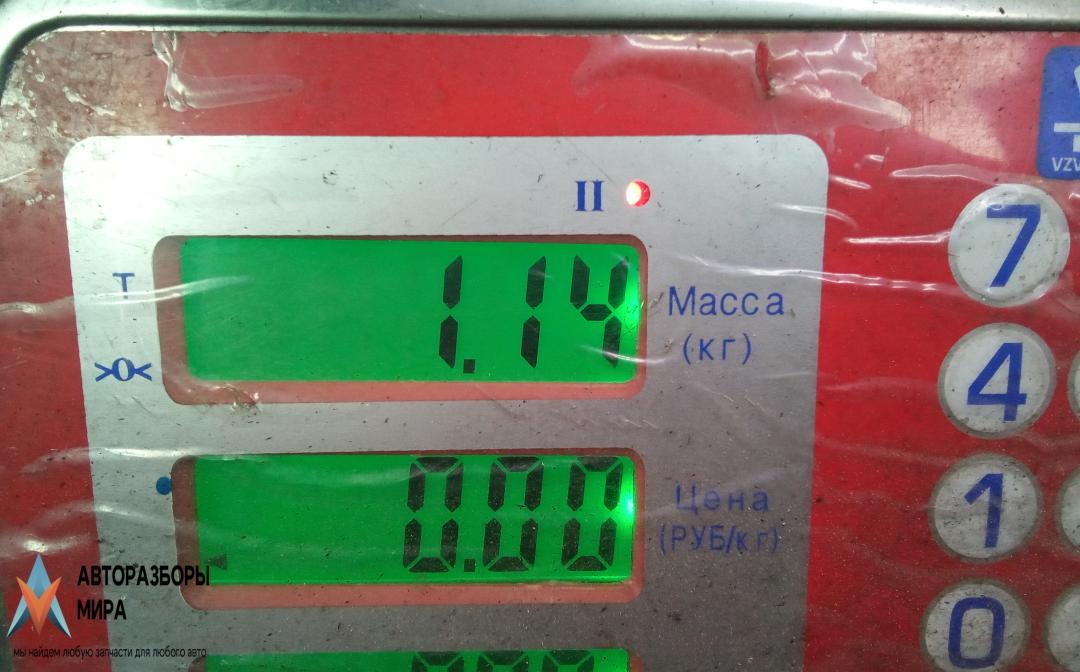 II
T
1.14
Масса
(кг)
>0<
7
4
0.00
Цена
(РУБ/кг)
1
0
АВТОРАЗБОРЫ
МИРА
мы найдем любую запчасти для любого авто